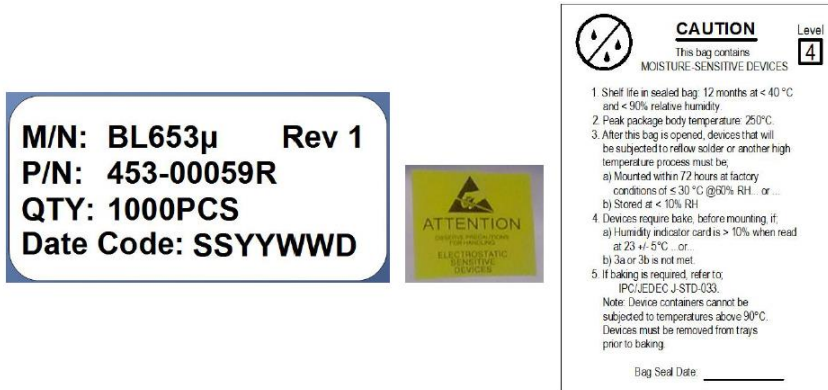 M/N: BL653µ Rev 1
P/N: 453-00059R
QTY: 1000PCS
Date Code: SSYYWWD
ATTENTION
OBSERVE PRECAUTIONS
FOR HANDLING
ELECTROSTATIC
SENSITIVE
DEVICES
CAUTION
Level
4
This bag contains
MOISTURE-SENSITIVE DEVICES
1. Shelf life in sealed bag: 12 months at < 40 °C
and < 90% relative humidity.
2. Peak package body temperature: 250°C.
3. After this bag is opened, devices that will
be subjected to reflow solder or another high
temperature process must be;
a) Mounted within 72 hours at factory
conditions of ≤ 30 °C @60% RH... or ...
b) Stored at < 10% RH
4. Devices require bake, before mounting, if;
a) Humidity indicator card is > 10% when read
at 23 +/- 5°C ...or...
b) 3a or 3b is not met.
5. If baking is required, refer to;
IPC/JEDEC J-STD-033.
Note: Device containers cannot be
subjected to temperatures above 90°C.
Devices must be removed from trays
prior to baking.
Bag Seal Date: